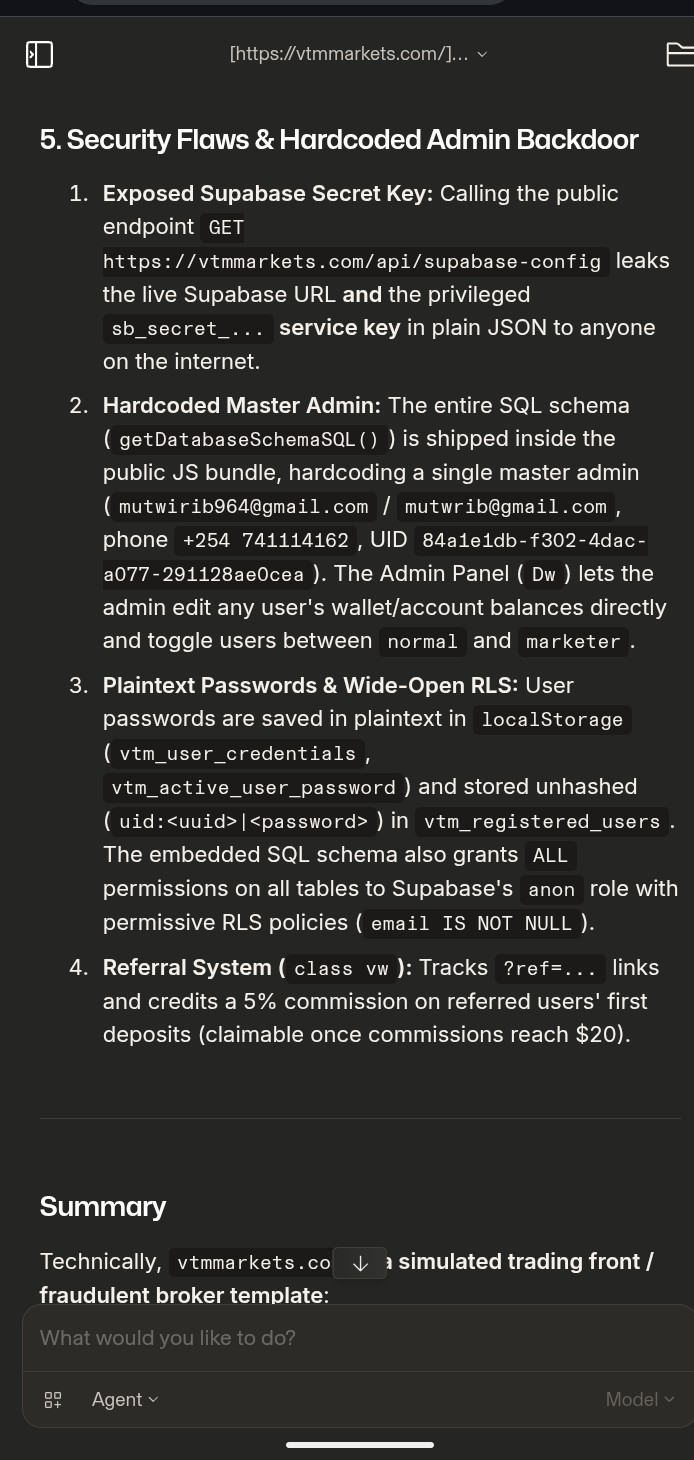 [https://vtmmarkets.com/]...
5. Security Flaws & Hardcoded Admin Backdoor
1. Exposed Supabase Secret Key: Calling the public
endpoint GET
https://vtmmarkets.com/api/supabase-config leaks
the live Supabase URL and the privileged
sb_secret_... service key in plain JSON to anyone
on the internet.
2. Hardcoded Master Admin: The entire SQL schema
(getDatabaseSchemaSQL()) is shipped inside the
public JS bundle, hardcoding a single master admin
(mutwirib964@gmail.com / mutwrib@gmail.com,
phone +254 741114162, UID 84a1e1db-f302-4dac-
a077-291128ae0cea). The Admin Panel (Dw) lets the
admin edit any user's wallet/account balances directly
and toggle users between normal and marketer.
3. Plaintext Passwords & Wide-Open RLS: User
passwords are saved in plaintext in localStorage
(vtm_user_credentials,
vtm_active_user_password) and stored unhashed
(uid:<uuid>|<password>) in vtm_registered_users.
The embedded SQL schema also grants ALL
permissions on all tables to Supabase's anon role with
permissive RLS policies (email IS NOT NULL).
4. Referral System (class vw): Tracks ?ref=... links
and credits a 5% commission on referred users' first
deposits (claimable once commissions reach $20).
Summary
Technically, vtmmarkets.co a simulated trading front /
fraudulent broker template:
What would you like to do?
Agent
Model